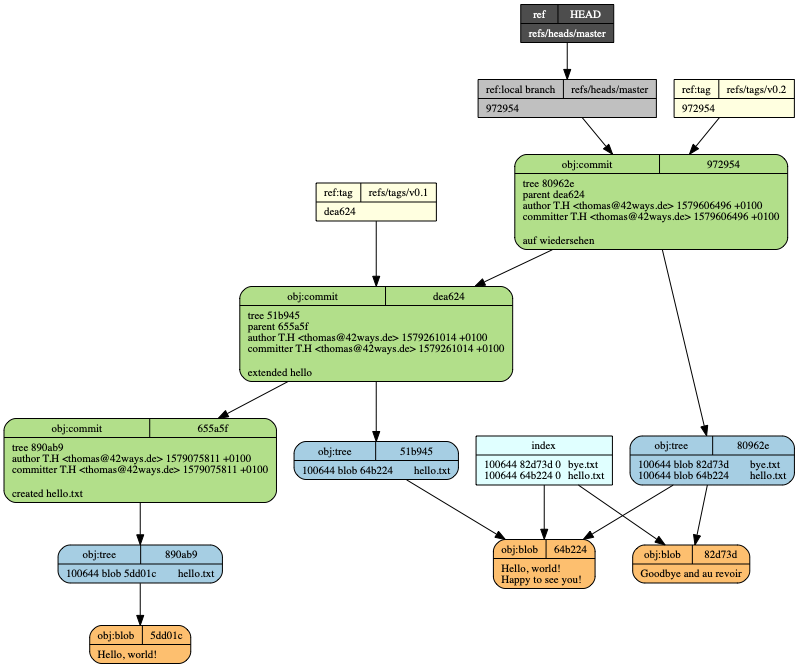 ref HEAD
refs/heads/master
ref:local branch refs/heads/master
972954
ref:tag refs/tags/v0.2
972954
obj:commit 972954
tree 80962e
parent dea624
author T.H <thomas@42ways.de> 1579606496 +0100
committer T.H <thomas@42ways.de> 1579606496 +0100
auf wiedersehen
ref:tag refs/tags/v0.1
dea624
obj:commit dea624
tree 51b945
parent 655a5f
author T.H <thomas@42ways.de> 1579261014 +0100
committer T.H <thomas@42ways.de> 1579261014 +0100
extended hello
obj:commit 655a5f
tree 890ab9
author T.H <thomas@42ways.de> 1579075811 +0100
committer T.H <thomas@42ways.de> 1579075811 +0100
created hello.txt
obj:tree 51b945
100644 blob 64b224 hello.txt
index
100644 82d73d 0 bye.txt
100644 64b224 0 hello.txt
obj:tree 80962e
100644 blob 82d73d bye.txt
100644 blob 64b224 hello.txt
obj:tree 890ab9
100644 blob 5dd01c hello.txt
obj:blob 64b224
Hello, world!
Happy to see you!
obj:blob 82d73d
Goodbye and au revoir
obj:blob 5dd01c
Hello, world!